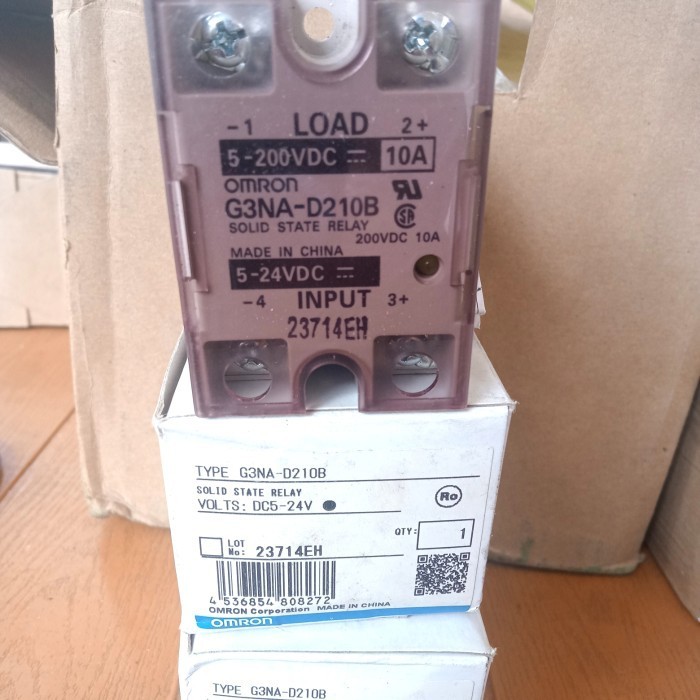 -1 LOAD 2+
5-200VDC ⎓ 10A
OMRON
G3NA-D210B
SOLID STATE RELAY
200VDC 10A
MADE IN CHINA
5-24VDC ⎓
-4 INPUT 3+
23714EH
TYPE G3NA-D210B
SOLID STATE RELAY
VOLTS: DC5-24V ●
Ro
QTY: 1
LOT
No: 23714EH
4 536854 808272
OMRON Corporation MADE IN CHINA
OMRON
TYPE G3NA-D210B